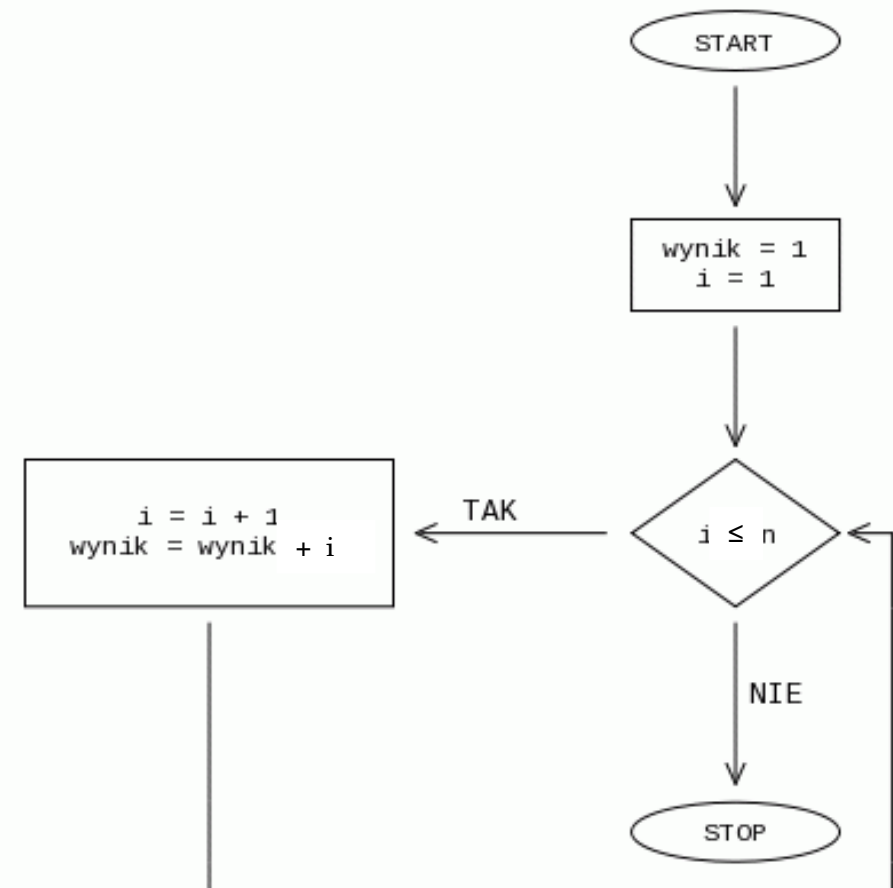 START
wynik = 1
i = 1
i = i + 1
wynik = wynik + i
TAK
i ≤ n
NIE
STOP